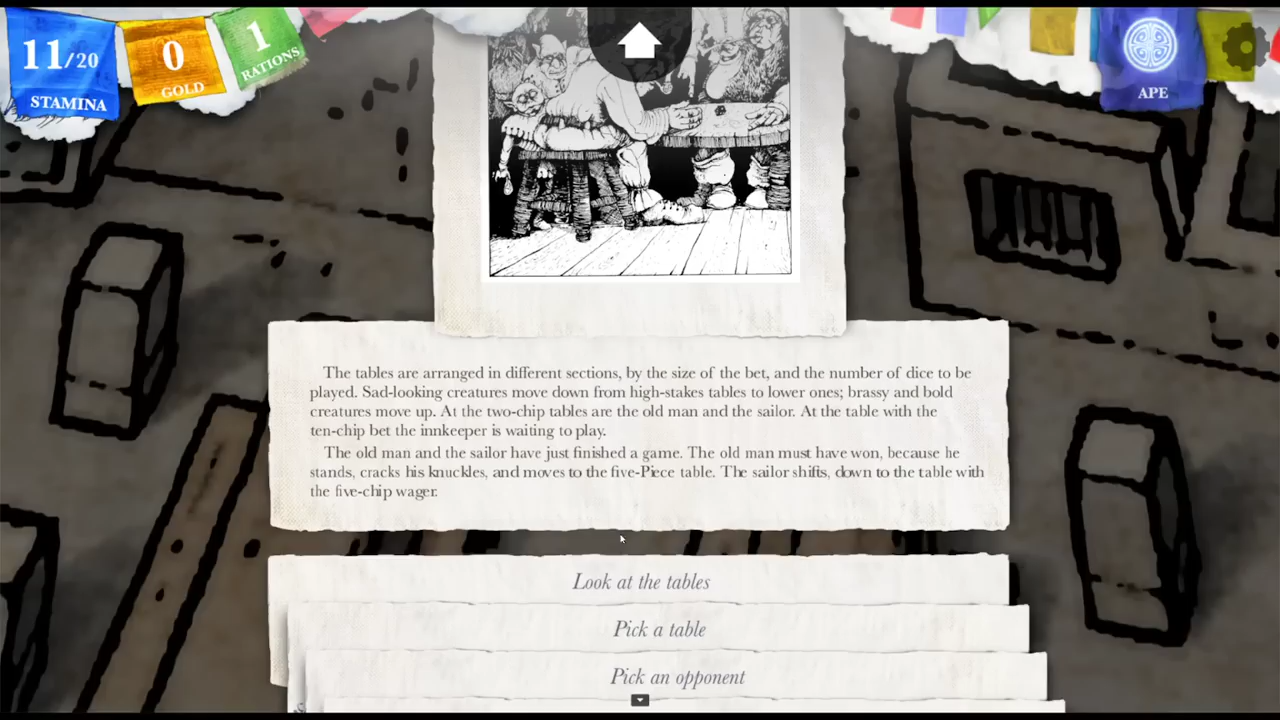 11/20
STAMINA
0
GOLD
1
RATIONS
APE
The tables are arranged in different sections, by the size of the bet, and the number of dice to be
played. Sad-looking creatures move down from high-stakes tables to lower ones; brassy and bold
creatures move up. At the two-chip tables are the old man and the sailor. At the table with the
ten-chip bet the innkeeper is waiting to play.
The old man and the sailor have just finished a game. The old man must have won, because he
stands, cracks his knuckles, and moves to the five-Piece table. The sailor shifts, down to the table with
the five-chip wager.
Look at the tables
Pick a table
Pick an opponent